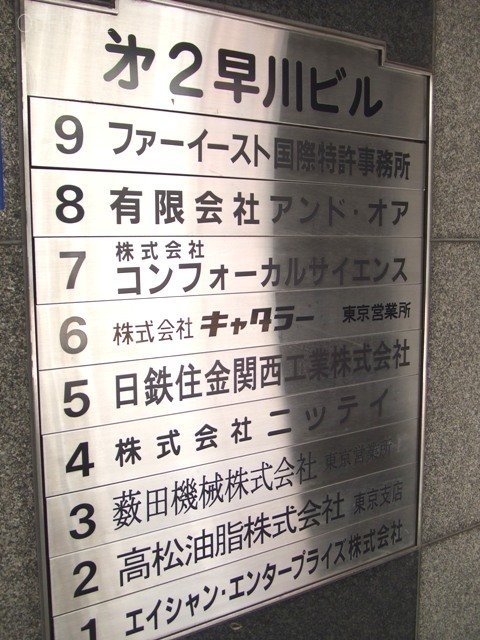 㐧2早川ビル
9 ファーイースト国際特許事務所
8 有限会社アンド・オア
7 株式会社
コンフォーカルサイエンス
6 株式会社 キャタラー 東京営業所
5 日鉄住金関西工業株式会社
4 株式会社 ニッテイ
3 薮田機械株式会社 東京営業所
2 高松油脂株式会社 東京支店
1 エイシャン・エンタープライズ株式会社